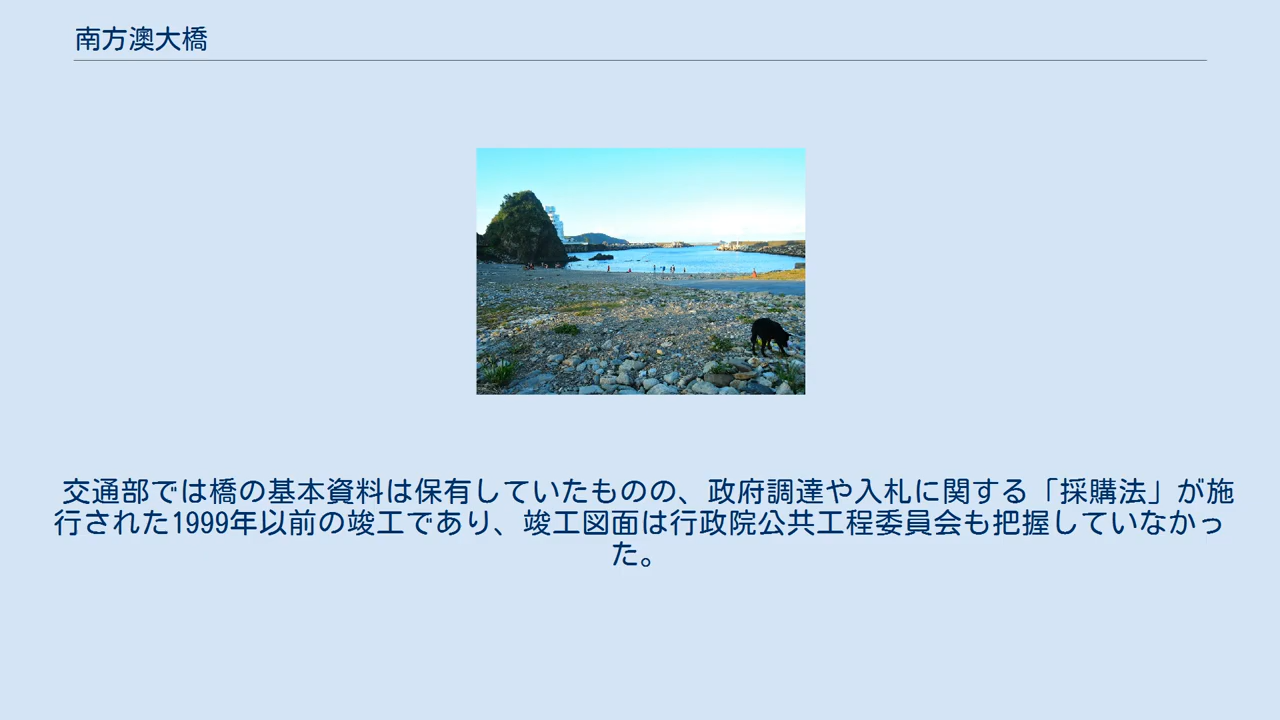 南方澳大橋
交通部では橋の基本資料は保有していたものの、政府調達や入札に関する「採購法」が施
行された1999年以前の竣工であり、竣工図面は行政院公共工程委員会も把握していなかっ
た。